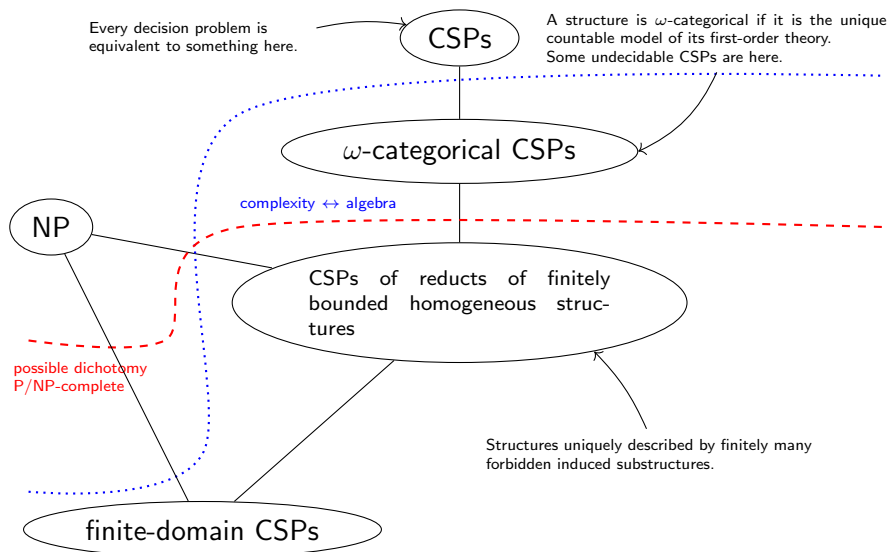 Every decision problem is
equivalent to something here.
CSPs
A structure is ω-categorical if it is the unique
countable model of its first-order theory.
Some undecidable CSPs are here.
ω-categorical CSPs
complexity ↔ algebra
NP
CSPs of reducts of finitely
bounded homogeneous struc-
tures
possible dichotomy
P/NP-complete
Structures uniquely described by finitely many
forbidden induced substructures.
finite-domain CSPs